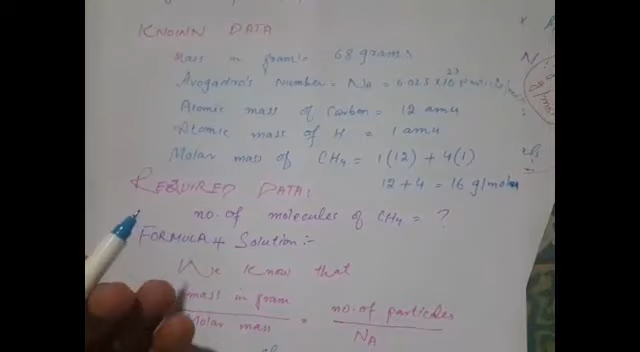 KNOWN DATA
Mass in gram's 68 grams
Avogadro's Number = NA = 6.023 × 10^23
Atomic mass of Carbon = 12 amu
Atomic mass of H = 1 amu
Molar mass of CH4 = 1(12) + 4(1)
12 + 4 = 16 g/mole
REQUIRED DATA:
no. of molecules of CH4 = ?
FORMULA + Solution:-
We know that
mass in gram / Molar mass = no. of particles / NA